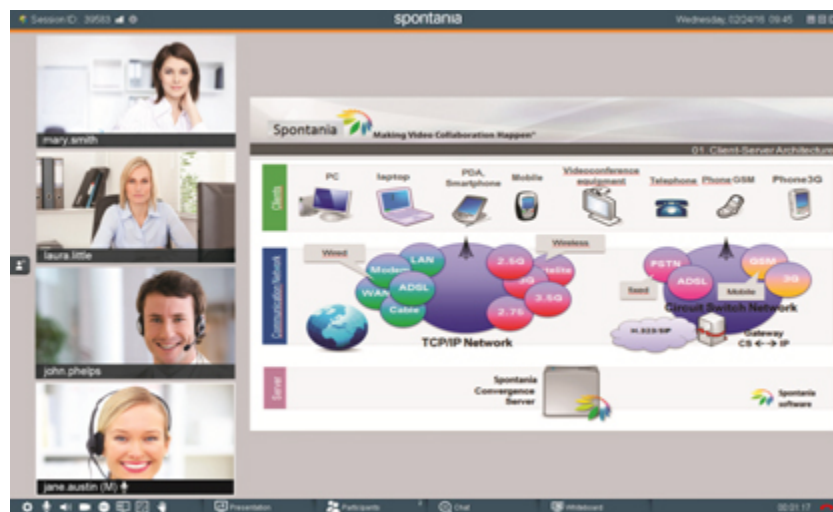 Session ID: 39583
spontania
Wednesday, 02/24/16 09:45
mary.smith
laura.little
john.phelps
jane.austin (M)
Spontania
Making Video Collaboration Happen
01. Client-Server Architecture
Clients
PC
laptop
PDA,
Smartphone
Mobile
Videoconference
equipment
Telephone
Phone GSM
Phone3G
Communication Network
Wired
LAN
Modem
ADSL
WAN
Cable
Wireless
2.5G
3G
3.5G
2.75
TCP/IP Network
PSTN
ADSL
fixed
GSM
3G
Mobile
Circuit Switch Network
H.323/SIP
Gateway
CS ←→ IP
Server
Spontania
Convergence
Server
Spontania
software
Presentation
Participants
Chat
Whiteboard
00:01:17